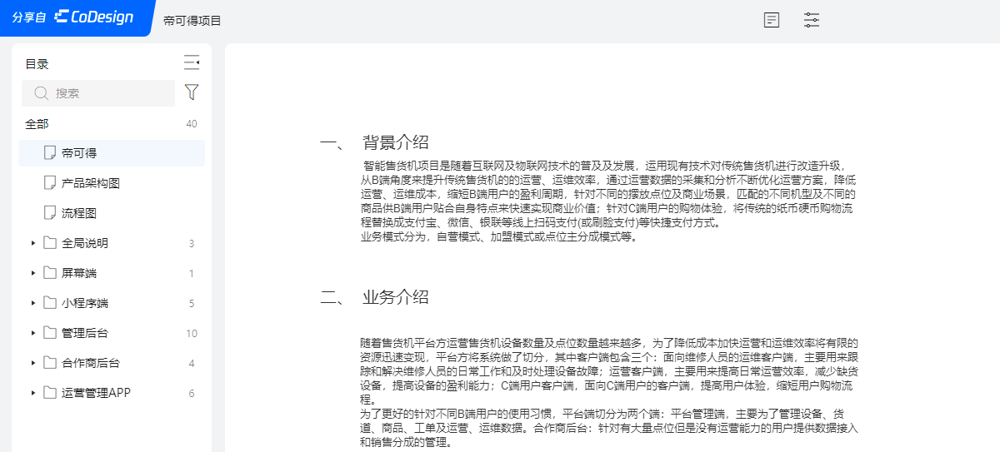 分享自 CoDesign
帝可得项目
目录
搜索
全部 40
帝可得
产品架构图
流程图
全局说明 3
屏幕端 1
小程序端 5
管理后台 10
合作商后台 4
运营管理APP 6
一、 背景介绍
智能售货机项目是随着互联网及物联网技术的普及及发展，运用现有技术对传统售货机进行改造升级，
从B端角度来提升传统售货机的的运营、运维效率，通过运营数据的采集和分析不断优化运营方案，降低
运营、运维成本，缩短B端用户的盈利周期，针对不同的摆放点位及商业场景，匹配的不同机型及不同的
商品供B端用户贴合自身特点来快速实现商业价值；针对C端用户的购物体验，将传统的纸币硬币购物流
程替换成支付宝、微信、银联等线上扫码支付(或刷脸支付)等快捷支付方式。
业务模式分为，自营模式、加盟模式或点位主分成模式等。
二、 业务介绍
随着售货机平台方运营售货机设备数量及点位数量越来越多，为了降低成本加快运营和运维效率将有限的
资源迅速变现，平台方将系统做了切分，其中客户端包含三个：面向维修人员的运维客户端，主要用来跟
踪和解决维修人员的日常工作和及时处理设备故障；运营客户端，主要用来提高日常运营效率，减少缺货
设备，提高设备的盈利能力；C端用户客户端，面向C端用户的客户端，提高用户体验，缩短用户购物流
程。
为了更好的针对不同B端用户的使用习惯，平台端切分为两个端：平台管理端，主要为了管理设备、货
道、商品、工单及运营、运维数据。合作商后台：针对有大量点位但是没有运营能力的用户提供数据接入
和销售分成的管理。